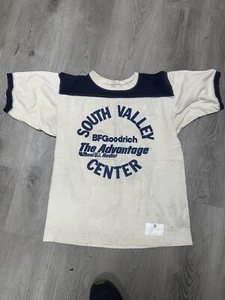 SOUTH VALLEY
BFGoodrich
The Advantage
CENTER